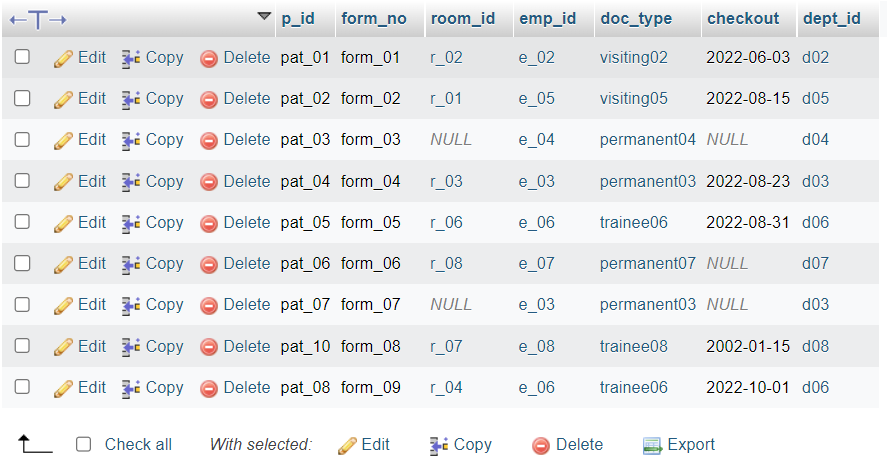 p_id form_no room_id emp_id doc_type checkout dept_id
Edit Copy Delete pat_01 form_01 r_02 e_02 visiting02 2022-06-03 d02
Edit Copy Delete pat_02 form_02 r_01 e_05 visiting05 2022-08-15 d05
Edit Copy Delete pat_03 form_03 NULL e_04 permanent04 NULL d04
Edit Copy Delete pat_04 form_04 r_03 e_03 permanent03 2022-08-23 d03
Edit Copy Delete pat_05 form_05 r_06 e_06 trainee06 2022-08-31 d06
Edit Copy Delete pat_06 form_06 r_08 e_07 permanent07 NULL d07
Edit Copy Delete pat_07 form_07 NULL e_03 permanent03 NULL d03
Edit Copy Delete pat_10 form_08 r_07 e_08 trainee08 2002-01-15 d08
Edit Copy Delete pat_08 form_09 r_04 e_06 trainee06 2022-10-01 d06
Check all With selected: Edit Copy Delete Export